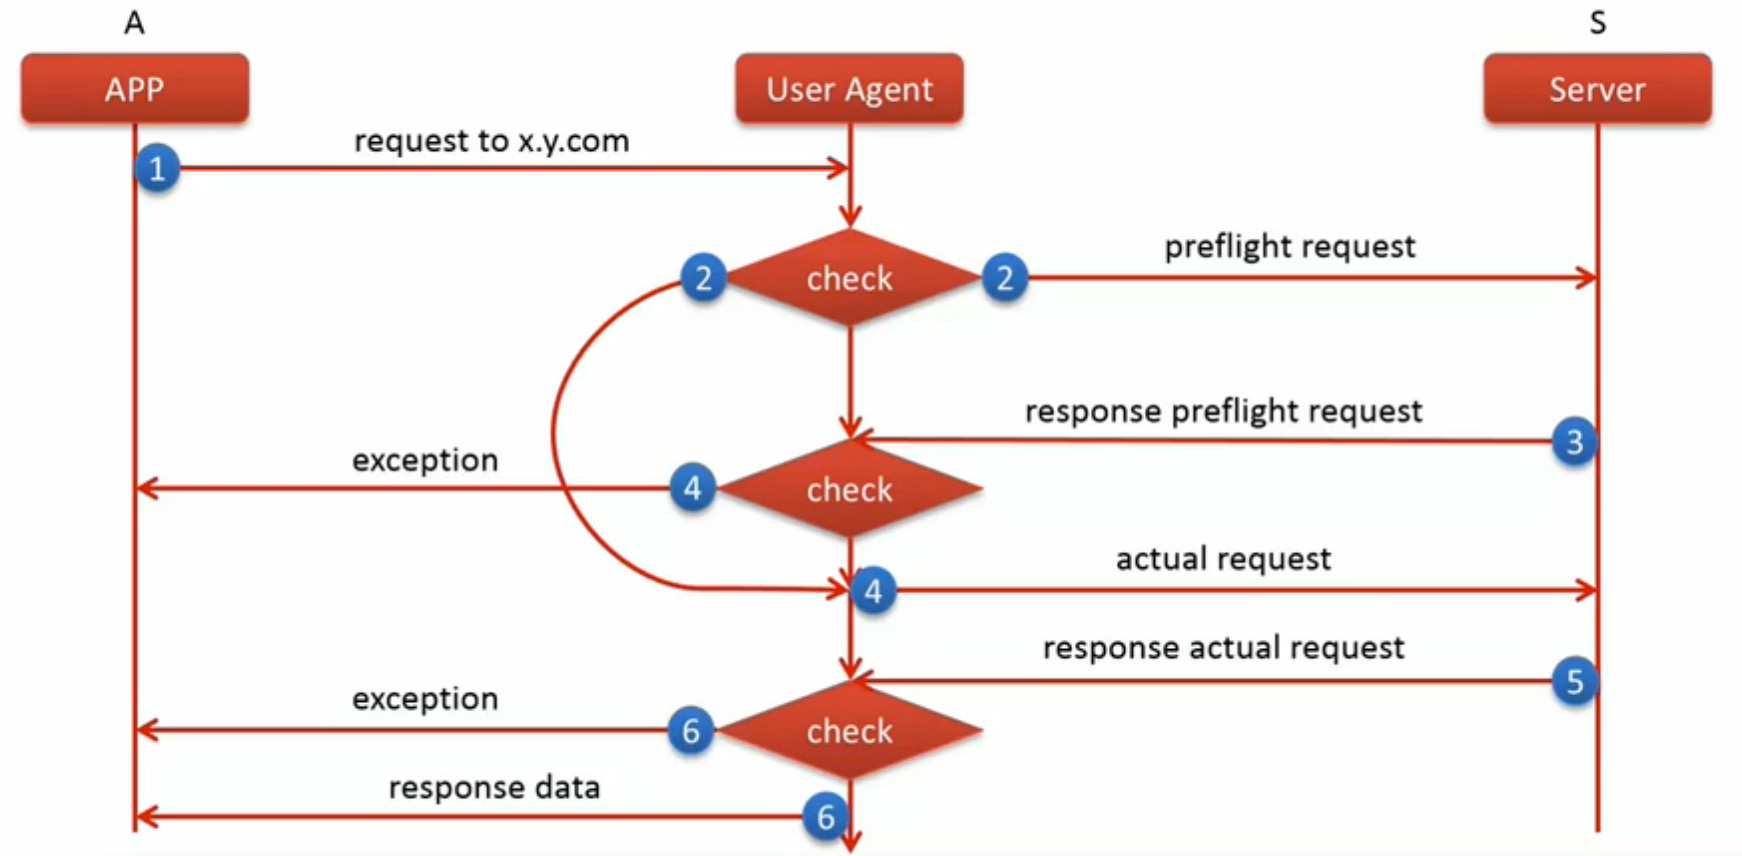 A
S
APP
User Agent
Server
request to x.y.com
1
preflight request
2
check
2
response preflight request
3
exception
4
check
actual request
4
response actual request
5
exception
6
check
response data
6